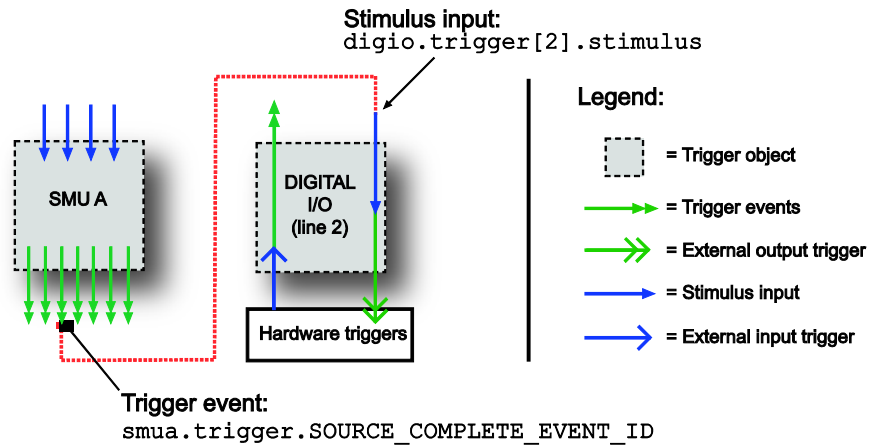 Stimulus input:
digio.trigger[2].stimulus
SMU A
DIGITAL
I/O
(line 2)
Hardware triggers
Trigger event:
smua.trigger.SOURCE_COMPLETE_EVENT_ID
Legend:
= Trigger object
= Trigger events
= External output trigger
= Stimulus input
= External input trigger